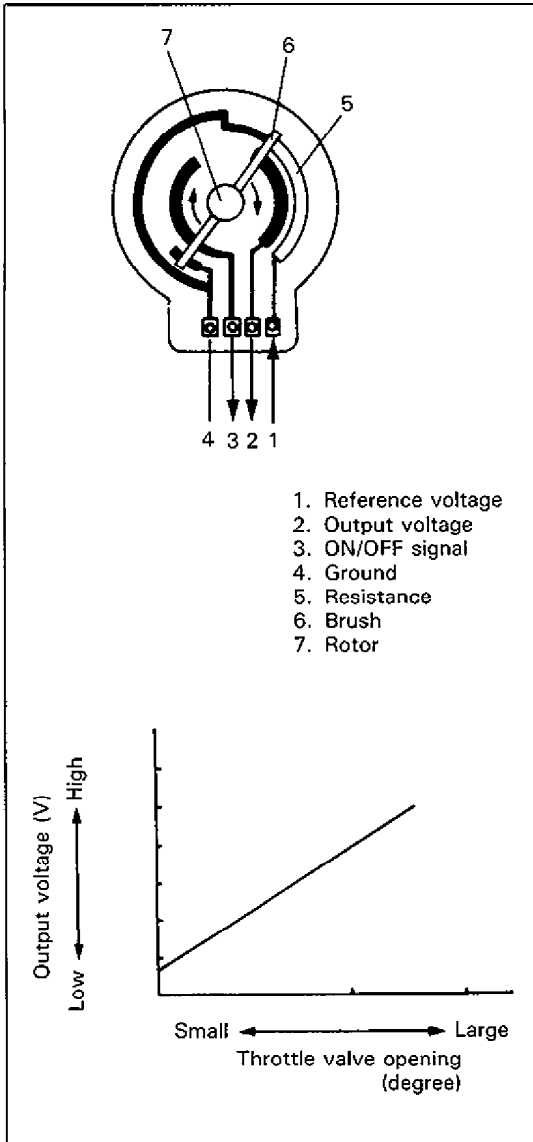 7
6
5
4 3 2 1
1. Reference voltage
2. Output voltage
3. ON/OFF signal
4. Ground
5. Resistance
6. Brush
7. Rotor
Output voltage (V)
Low High
Small Large
Throttle valve opening
(degree)